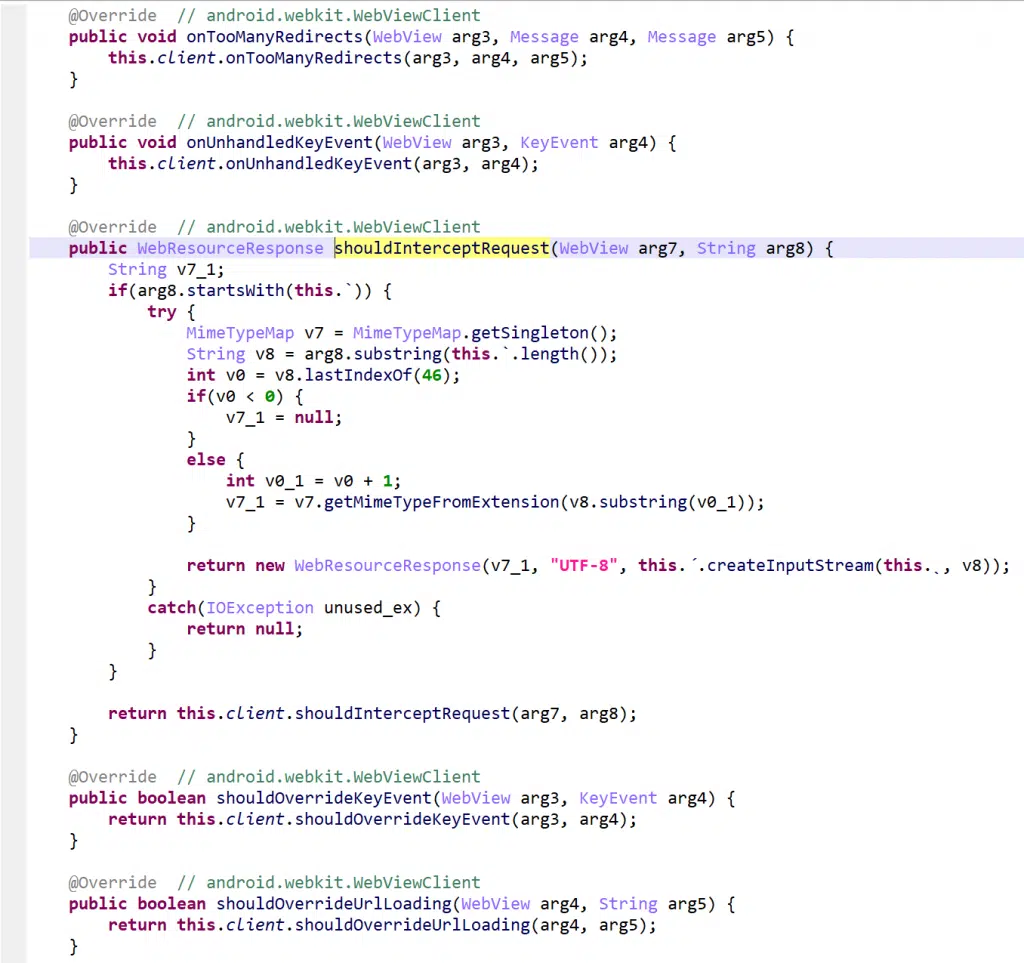 @Override  // android.webkit.WebViewClient
public void onTooManyRedirects(WebView arg3, Message arg4, Message arg5) {
    this.client.onTooManyRedirects(arg3, arg4, arg5);
}

@Override  // android.webkit.WebViewClient
public void onUnhandledKeyEvent(WebView arg3, KeyEvent arg4) {
    this.client.onUnhandledKeyEvent(arg3, arg4);
}

@Override  // android.webkit.WebViewClient
public WebResourceResponse shouldInterceptRequest(WebView arg7, String arg8) {
    String v7_1;
    if(arg8.startsWith(this.`)) {
        try {
            MimeTypeMap v7 = MimeTypeMap.getSingleton();
            String v8 = arg8.substring(this.`.length());
            int v0 = v8.lastIndexOf(46);
            if(v0 < 0) {
                v7_1 = null;
            }
            else {
                int v0_1 = v0 + 1;
                v7_1 = v7.getMimeTypeFromExtension(v8.substring(v0_1));
            }

            return new WebResourceResponse(v7_1, "UTF-8", this.´.createInputStream(this.ˎ, v8));
        }
        catch(IOException unused_ex) {
            return null;
        }
    }

    return this.client.shouldInterceptRequest(arg7, arg8);
}

@Override  // android.webkit.WebViewClient
public boolean shouldOverrideKeyEvent(WebView arg3, KeyEvent arg4) {
    return this.client.shouldOverrideKeyEvent(arg3, arg4);
}

@Override  // android.webkit.WebViewClient
public boolean shouldOverrideUrlLoading(WebView arg4, String arg5) {
    return this.client.shouldOverrideUrlLoading(arg4, arg5);
}